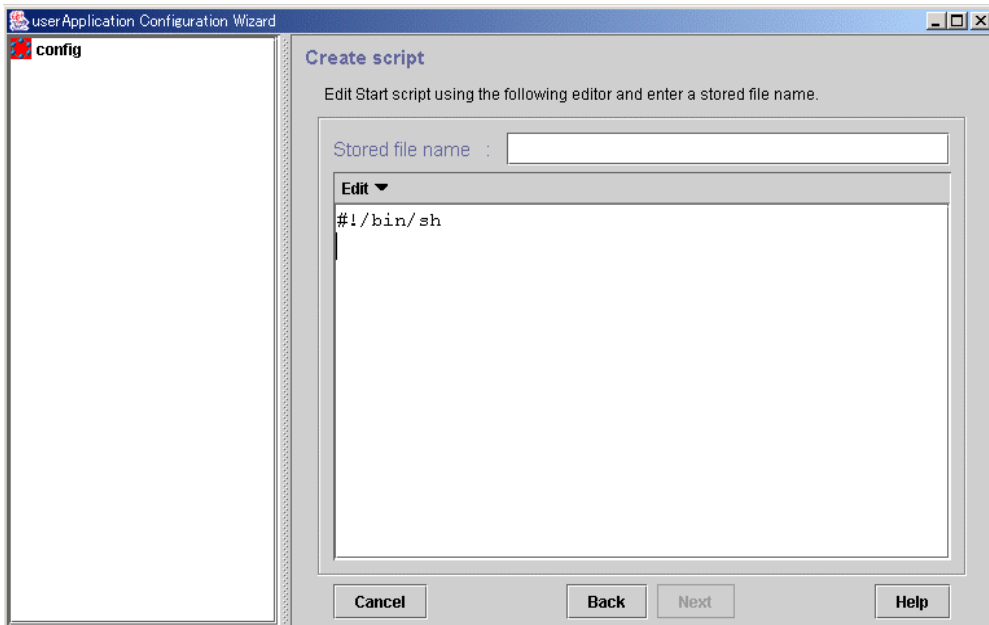 userApplication Configuration Wizard
config
Create script
Edit Start script using the following editor and enter a stored file name.
Stored file name :
Edit
#!/bin/sh
Cancel Back Next Help